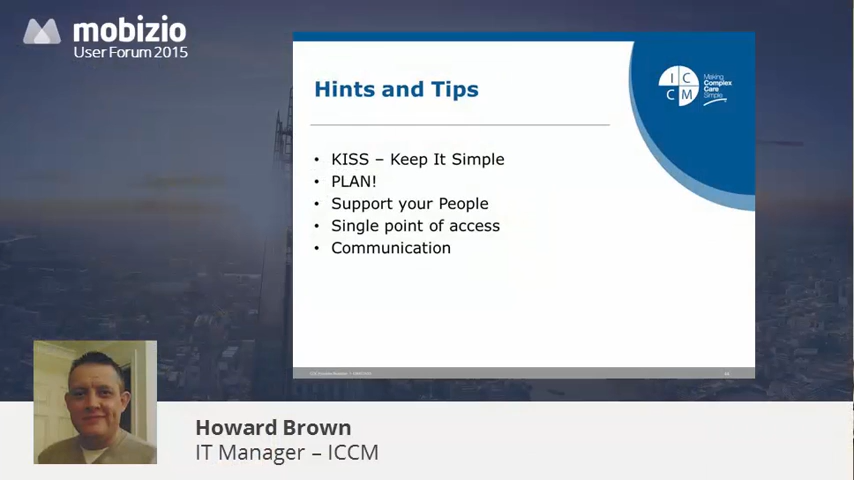 mobizio
User Forum 2015
Hints and Tips
I C
C M
Making
Complex
Care
Simple
• KISS – Keep It Simple
• PLAN!
• Support your People
• Single point of access
• Communication
Howard Brown
IT Manager – ICCM